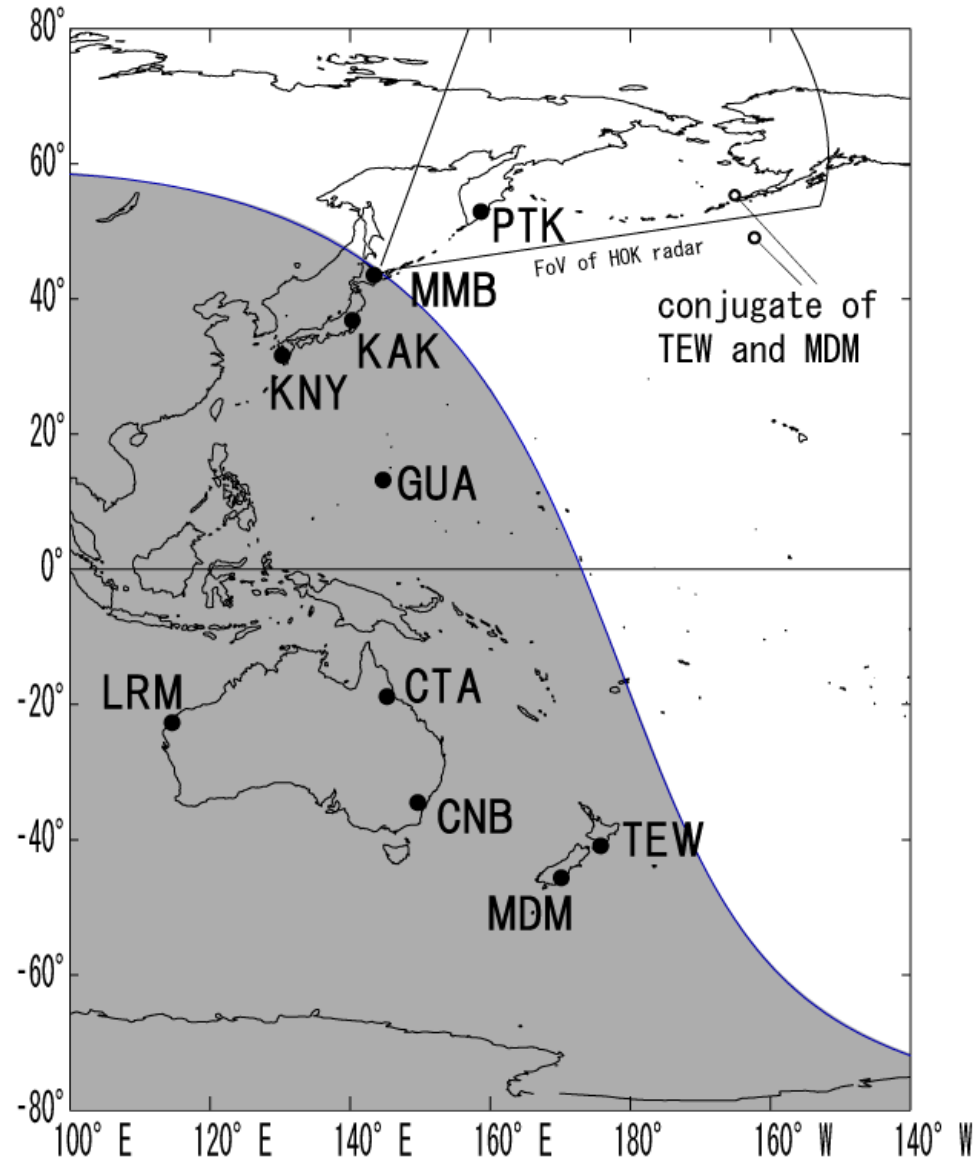 80°
60°
PTK
FoV of HOK radar
MMB
40°
conjugate of
TEW and MDM
KAK
KNY
20°
GUA
0°
LRM
CTA
-20°
CNB
TEW
-40°
MDM
-60°
-80°
100° E 120° E 140° E 160° E 180° 160° W 140° W